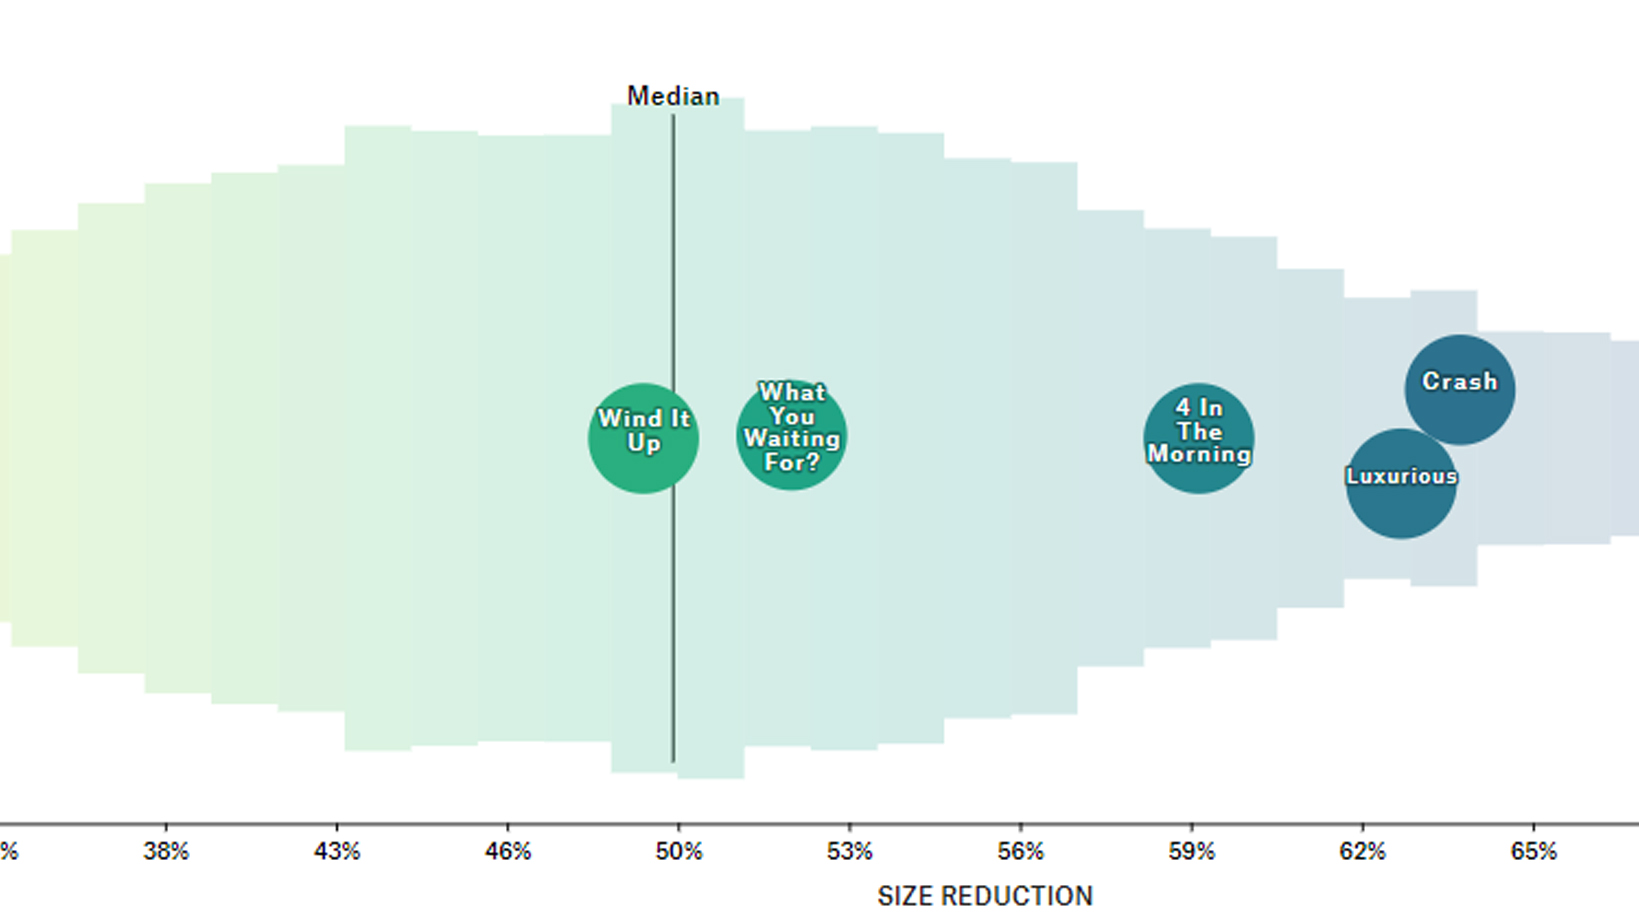 Median
Wind It
Up
What
You
Waiting
For?
4 In
The
Morning
Crash
Luxurious
%
38%
43%
46%
50%
53%
56%
59%
62%
65%
SIZE REDUCTION